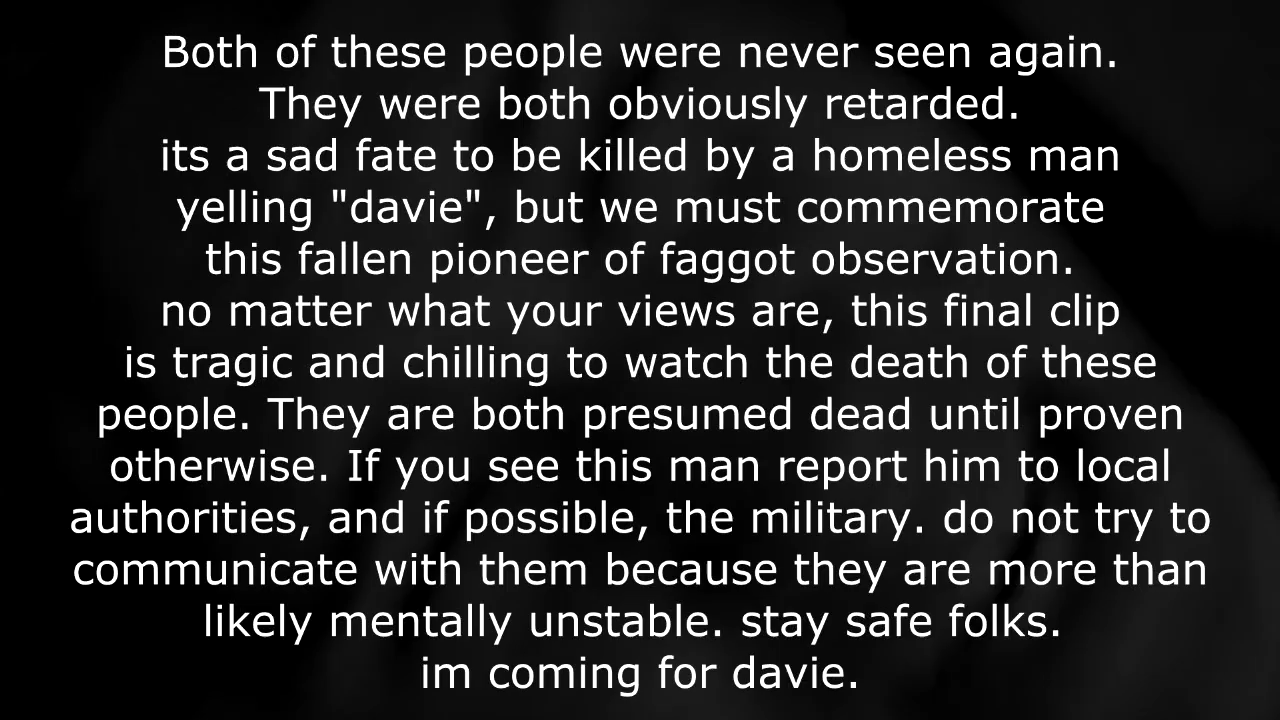 Both of these people were never seen again.
They were both obviously retarded.
its a sad fate to be killed by a homeless man
yelling "davie", but we must commemorate
this fallen pioneer of faggot observation.
no matter what your views are, this final clip
is tragic and chilling to watch the death of these
people. They are both presumed dead until proven
otherwise. If you see this man report him to local
authorities, and if possible, the military. do not try to
communicate with them because they are more than
likely mentally unstable. stay safe folks.
im coming for davie.